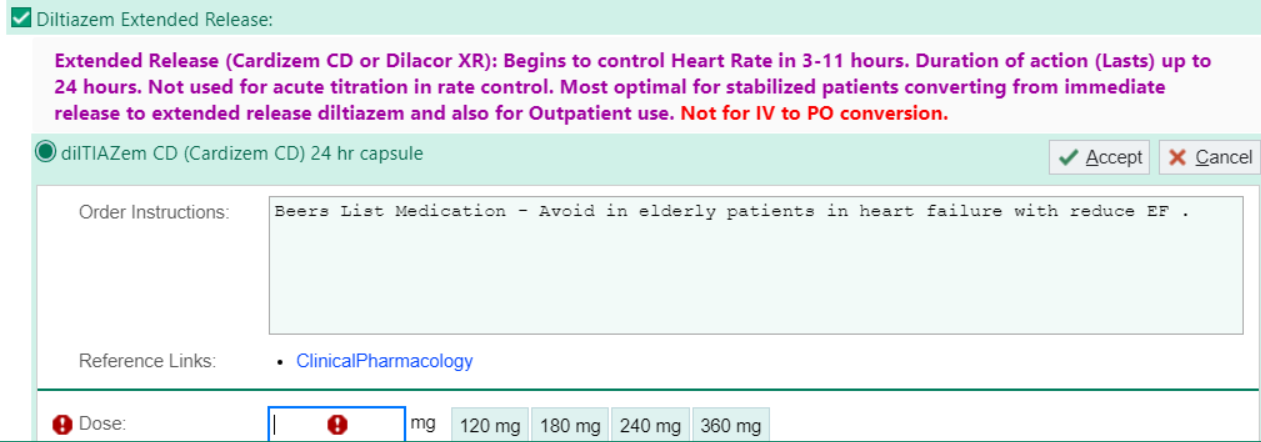 Diltiazem Extended Release:
Extended Release (Cardizem CD or Dilacor XR): Begins to control Heart Rate in 3-11 hours. Duration of action (Lasts) up to
24 hours. Not used for acute titration in rate control. Most optimal for stabilized patients converting from immediate
release to extended release diltiazem and also for Outpatient use. Not for IV to PO conversion.
dilTIAZem CD (Cardizem CD) 24 hr capsule
Accept Cancel
Order Instructions: Beers List Medication - Avoid in elderly patients in heart failure with reduce EF .
Reference Links: • ClinicalPharmacology
Dose: mg 120 mg 180 mg 240 mg 360 mg